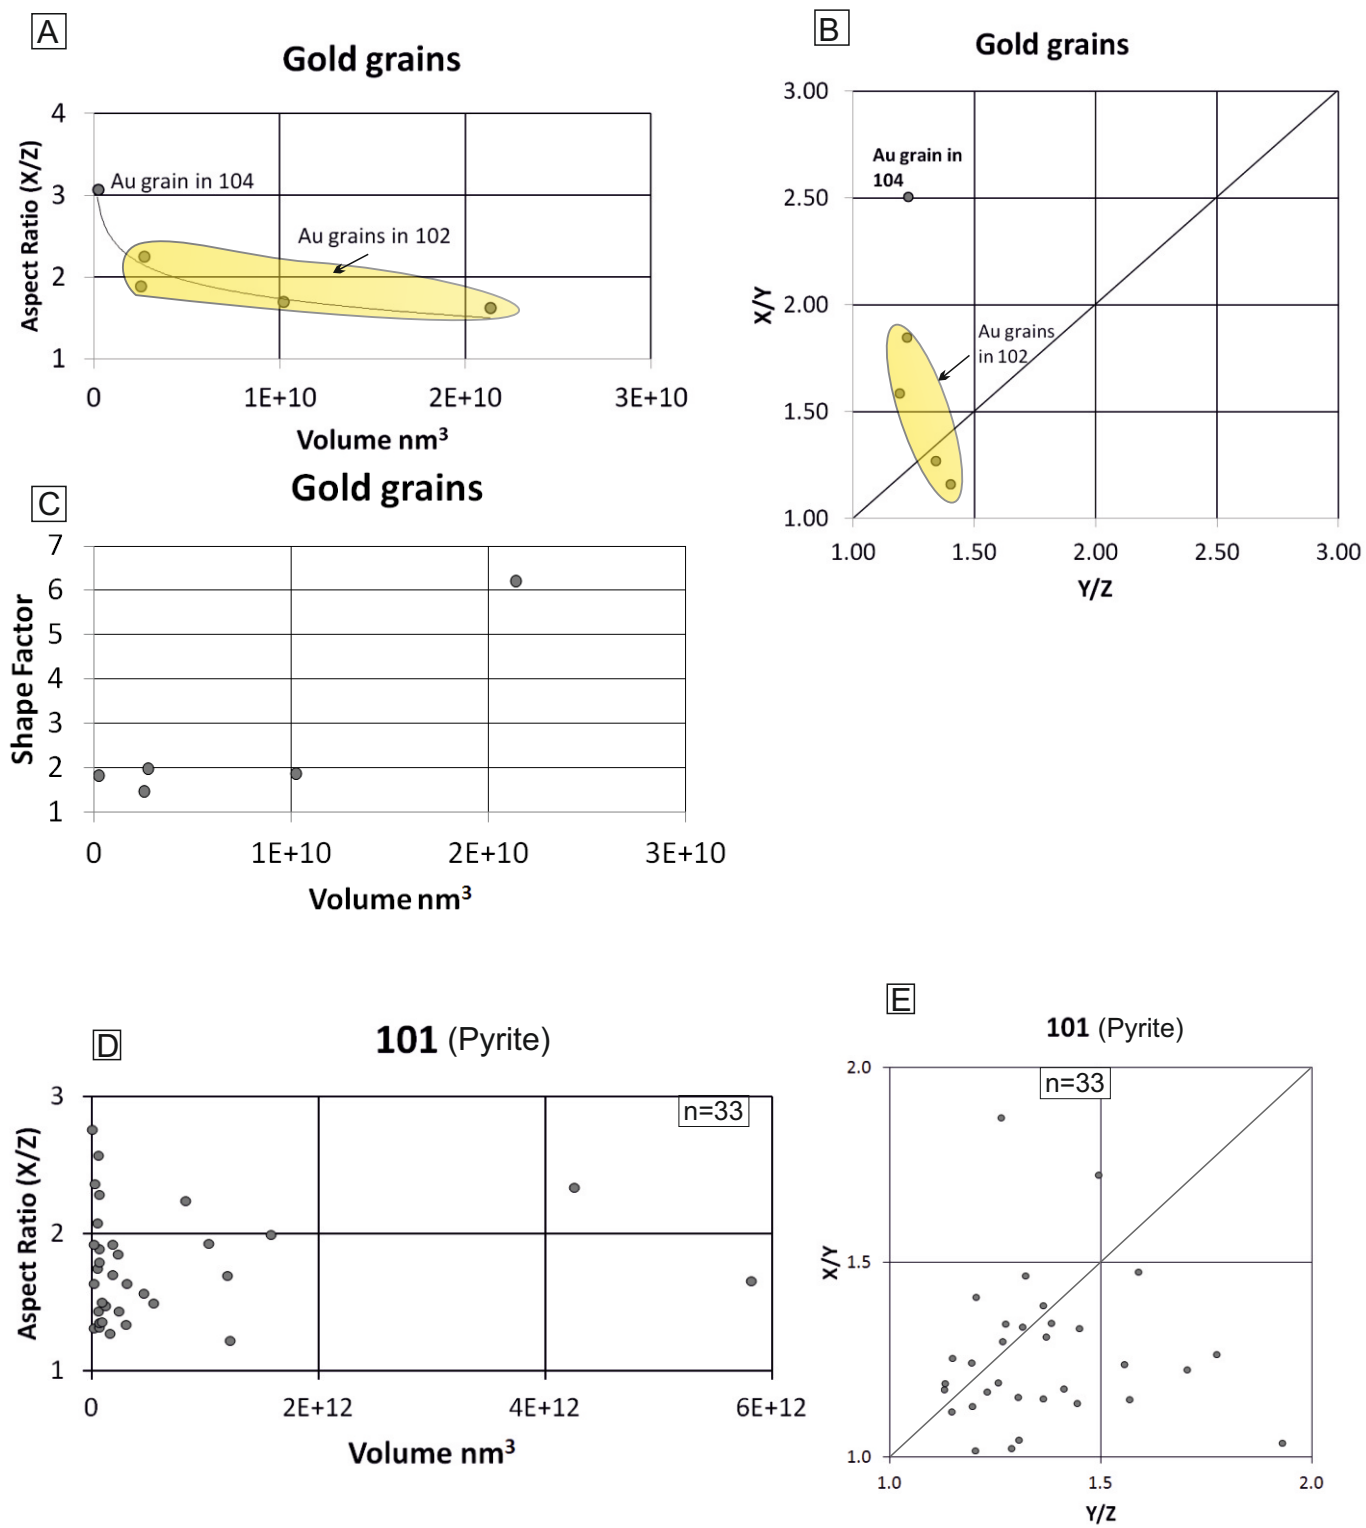 A
Gold grains
Aspect Ratio (X/Z)
4
3
2
1
Au grain in 104
Au grains in 102
0
1E+10
2E+10
3E+10
Volume nm³
B
Gold grains
X/Y
3.00
2.50
2.00
1.50
1.00
Au grain in
104
Au grains
in 102
1.00
1.50
2.00
2.50
3.00
Y/Z
C
Gold grains
Shape Factor
7
6
5
4
3
2
1
0
1E+10
2E+10
3E+10
Volume nm³
D
101 (Pyrite)
n=33
Aspect Ratio (X/Z)
3
2
1
0
2E+12
4E+12
6E+12
Volume nm³
E
101 (Pyrite)
n=33
X/Y
2.0
1.5
1.0
1.0
1.5
2.0
Y/Z